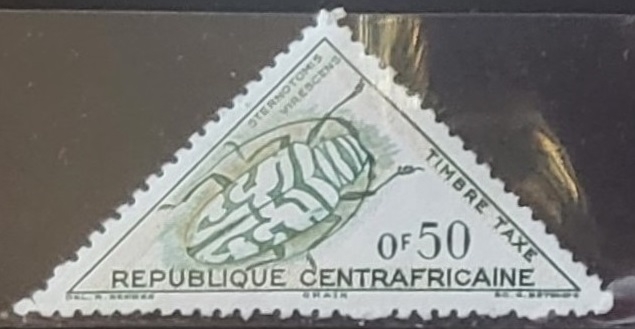 STERNOTOMIS
VIRESCENS
TIMBRE TAXE
0F50
REPUBLIQUE CENTRAFRICAINE